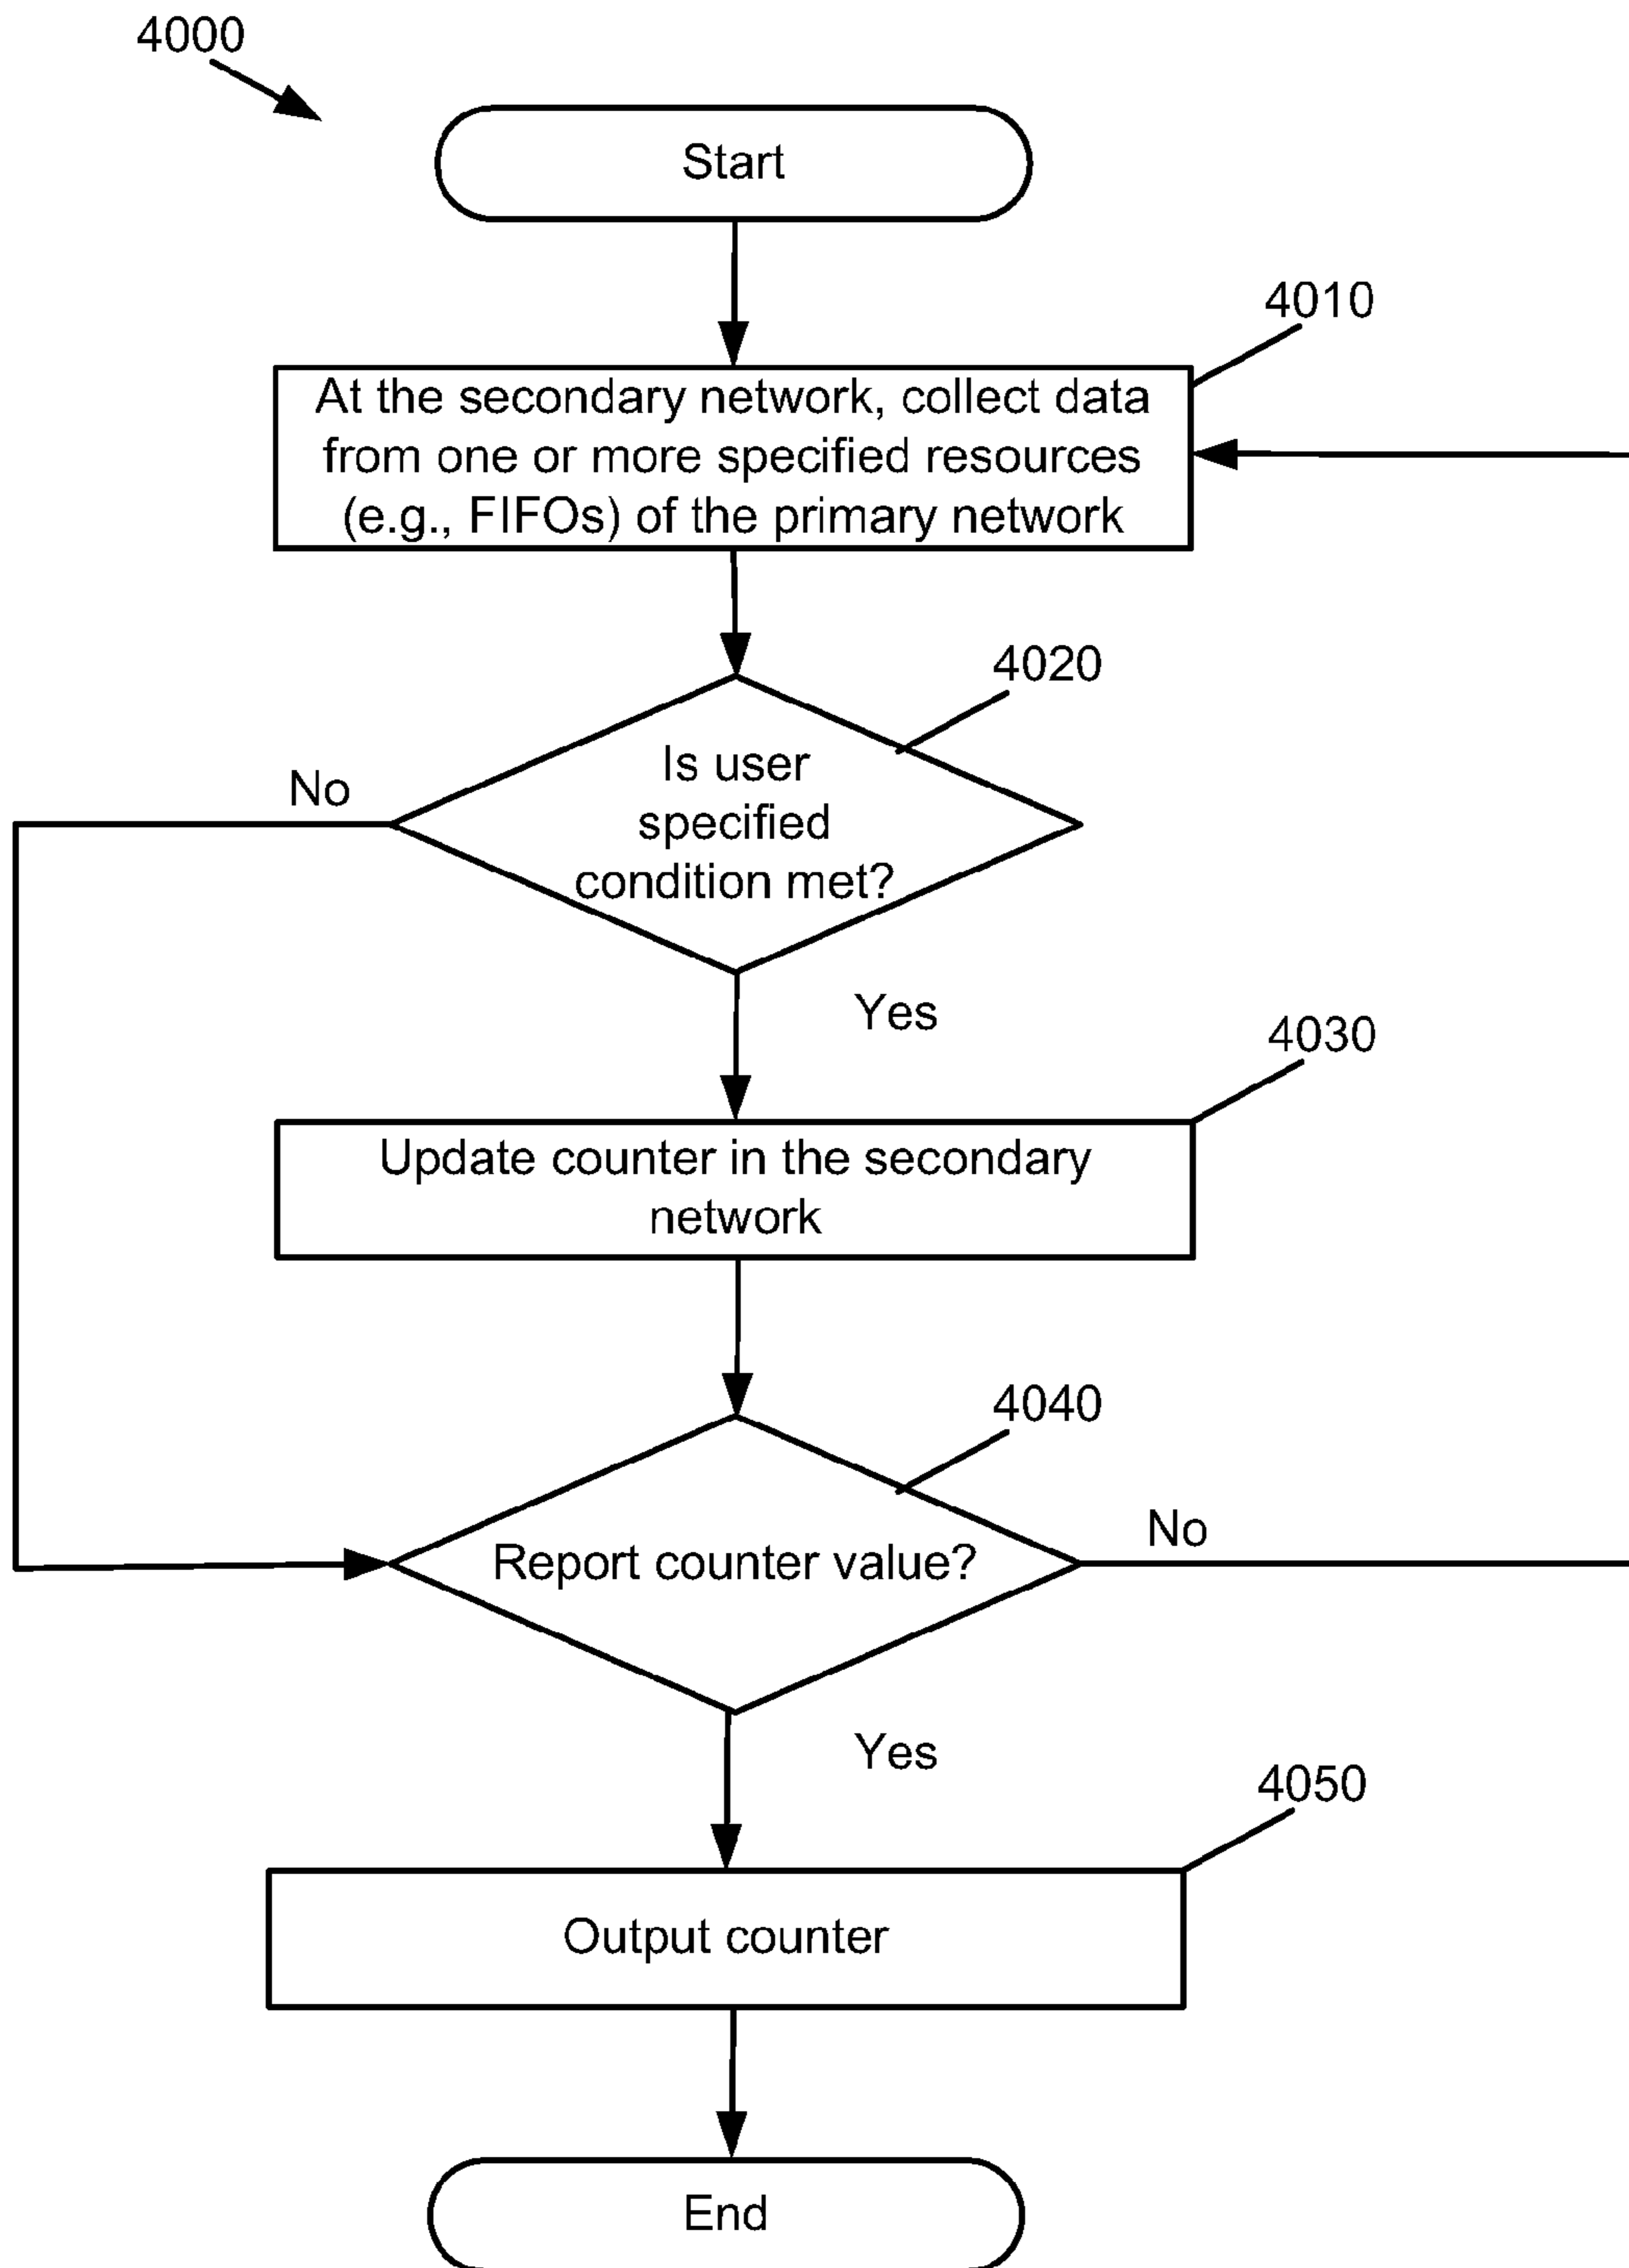 4000
Start
4010
At the secondary network, collect data
from one or more specified resources
(e.g., FIFOs) of the primary network
4020
Is user
specified
condition met?
No
Yes
4030
Update counter in the secondary
network
4040
Report counter value?
No
Yes
4050
Output counter
End